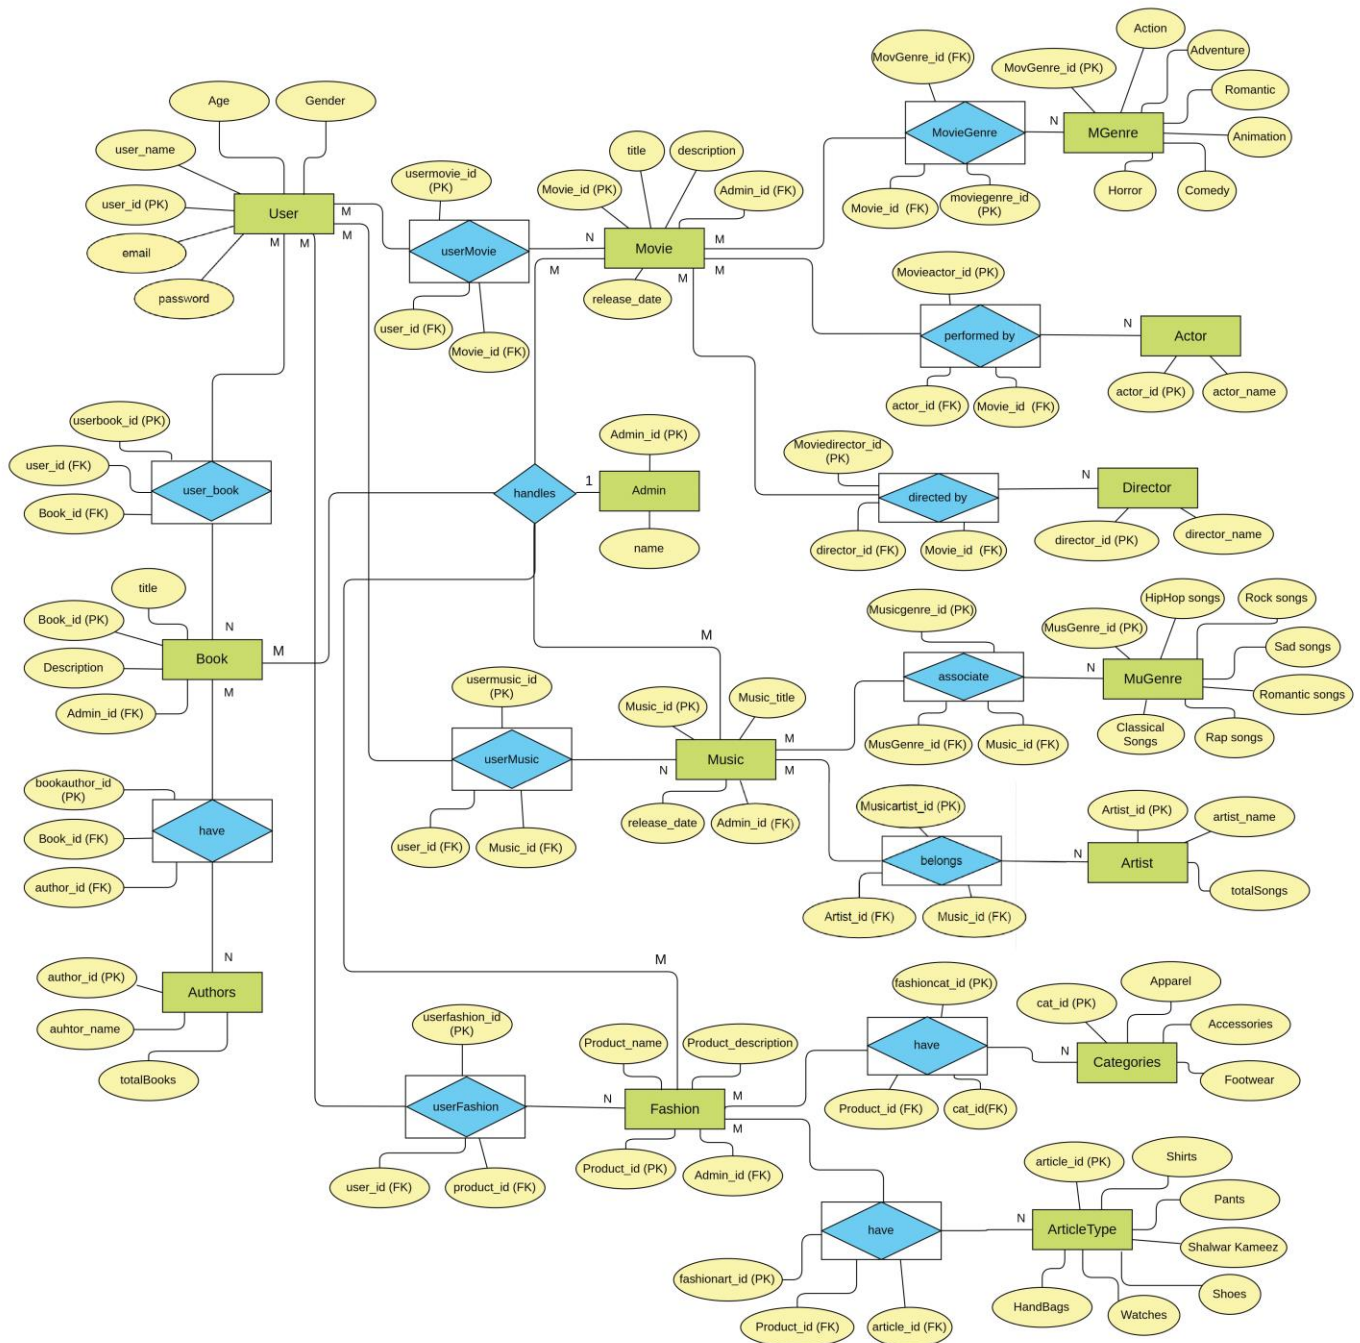 Age
Gender
user_name
user_id (PK)
email
password
User
M
M
M
M
usermovie_id
(PK)
userMovie
user_id (FK)
Movie_id (FK)
title
description
Movie_id (PK)
Admin_id (FK)
N
Movie
M
M
M
M
release_date
MovGenre_id (FK)
MovieGenre
Movie_id (FK)
moviegenre_id
(PK)
MovGenre_id (PK)
Action
Adventure
Romantic
Animation
N
MGenre
Horror
Comedy
Movieactor_id (PK)
performed by
actor_id (FK)
Movie_id (FK)
N
Actor
actor_id (PK)
actor_name
Moviedirector_id
(PK)
directed by
director_id (FK)
Movie_id (FK)
N
Director
director_id (PK)
director_name
userbook_id (PK)
user_id (FK)
Book_id (FK)
user_book
Admin_id (PK)
handles
1
Admin
name
title
Book_id (PK)
Description
Admin_id (FK)
N
Book
M
M
bookauthor_id
(PK)
Book_id (FK)
author_id (FK)
have
N
author_id (PK)
auhtor_name
Authors
totalBooks
usermusic_id
(PK)
userMusic
user_id (FK)
Music_id (FK)
M
Music_id (PK)
Music_title
N
Music
M
M
release_date
Admin_id (FK)
Musicgenre_id (PK)
associate
MusGenre_id (FK)
Music_id (FK)
MusGenre_id (PK)
HipHop songs
Rock songs
Sad songs
Romantic songs
N
MuGenre
Classical
Songs
Rap songs
Musicartist_id (PK)
belongs
Artist_id (FK)
Music_id (FK)
Artist_id (PK)
artist_name
N
Artist
totalSongs
userfashion_id
(PK)
userFashion
user_id (FK)
product_id (FK)
M
Product_name
Product_description
N
Fashion
M
M
Product_id (PK)
Admin_id (FK)
fashioncat_id (PK)
have
Product_id (FK)
cat_id(FK)
cat_id (PK)
Apparel
Accessories
Footwear
N
Categories
have
fashionart_id (PK)
Product_id (FK)
article_id (FK)
article_id (PK)
Shirts
Pants
Shalwar Kameez
Shoes
N
ArticleType
HandBags
Watches